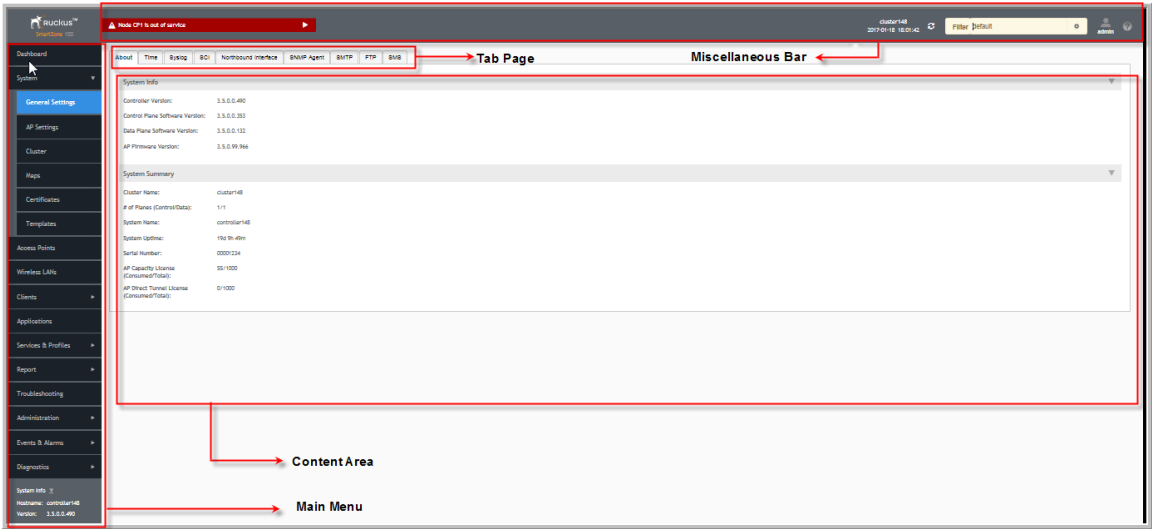 Ruckus™
SmartZone 100
Node CP1 is out of service
cluster148
2017-01-18 18:01:42
Filter Default
admin
Dashboard
System
General Settings
AP Settings
Cluster
Maps
Certificates
Templates
Access Points
Wireless LANs
Clients
Applications
Services & Profiles
Report
Troubleshooting
Administration
Events & Alarms
Diagnostics
System Info
Hostname: controller148
Version: 3.5.0.0.490
About Time Syslog SCI Northbound Interface SNMP Agent SMTP FTP SMS
Tab Page
Miscellaneous Bar
System Info
Controller Version: 3.5.0.0.490
Control Plane Software Version: 3.5.0.0.353
Data Plane Software Version: 3.5.0.0.132
AP Firmware Version: 3.5.0.99.966
System Summary
Cluster Name: cluster148
# of Planes (Control/Data): 1/1
System Name: controller148
System Uptime: 19d 9h 49m
Serial Number: 00001234
AP Capacity License 55/1000
(Consumed/Total):
AP Direct Tunnel License 0/1000
(Consumed/Total):
Content Area
Main Menu